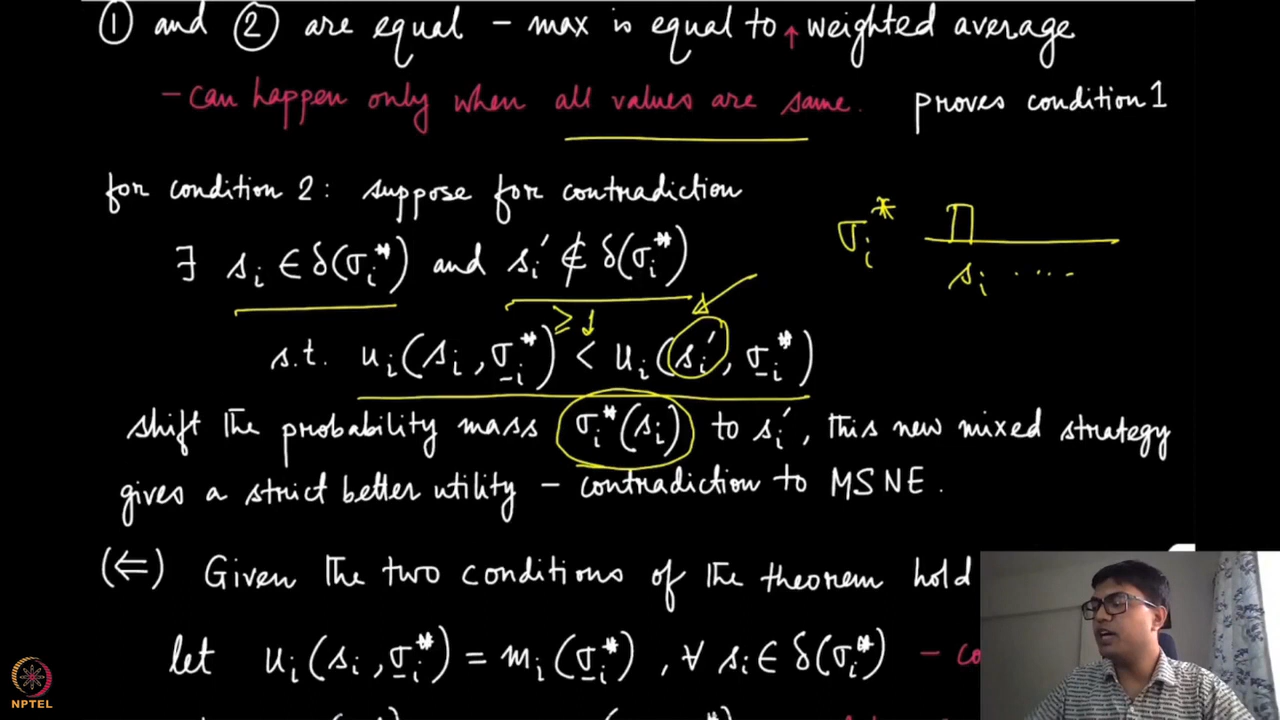 ① and ② are equal – max is equal to ↑ weighted average
– can happen only when all values are same. proves condition 1
for condition 2: suppose for contradiction
∃ sᵢ ∈ δ(σᵢ*) and sᵢ′ ∉ δ(σᵢ*)
σᵢ*
sᵢ ....
≥
s.t. uᵢ(sᵢ, σ₋ᵢ*) < uᵢ(sᵢ′, σ₋ᵢ*)
shift the probability mass σᵢ*(sᵢ) to sᵢ′, this new mixed strategy
gives a strict better utility – contradiction to MSNE.
(⇐) Given the two conditions of the theorem hold
let uᵢ(sᵢ, σ₋ᵢ*) = mᵢ(σ₋ᵢ*), ∀ sᵢ ∈ δ(σᵢ*) – co
NPTEL